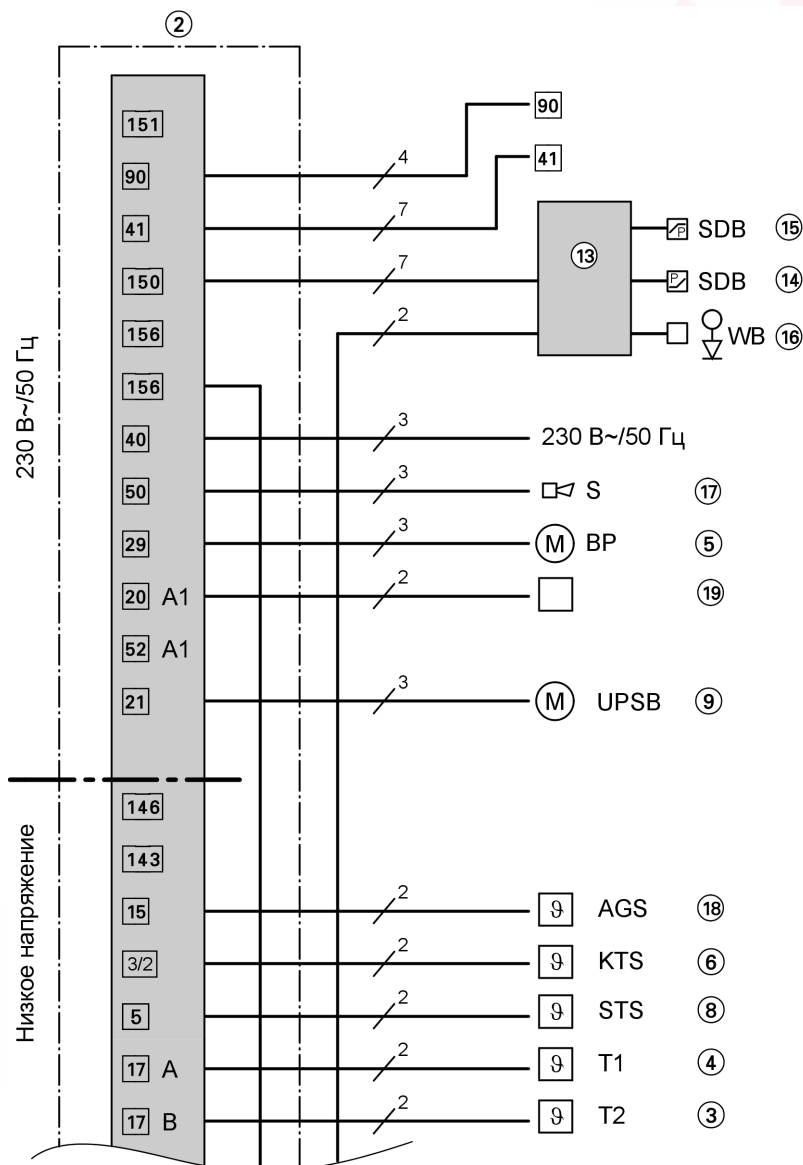 ②
151
90
90 4
41
41 7
150 7 ⑬ P SDB ⑮
P SDB ⑭
156 2 WB ⑯
156
40 3 230 В~/50 Гц
50 3 S ⑰
29 3 M BP ⑤
20 A1 2 ⑲
52 A1
21 3 M UPSB ⑨
230 В~/50 Гц
146
143
15 2 ϑ AGS ⑱
3/2 2 ϑ KTS ⑥
5 2 ϑ STS ⑧
17 A 2 ϑ T1 ④
17 B 2 ϑ T2 ③
Низкое напряжение